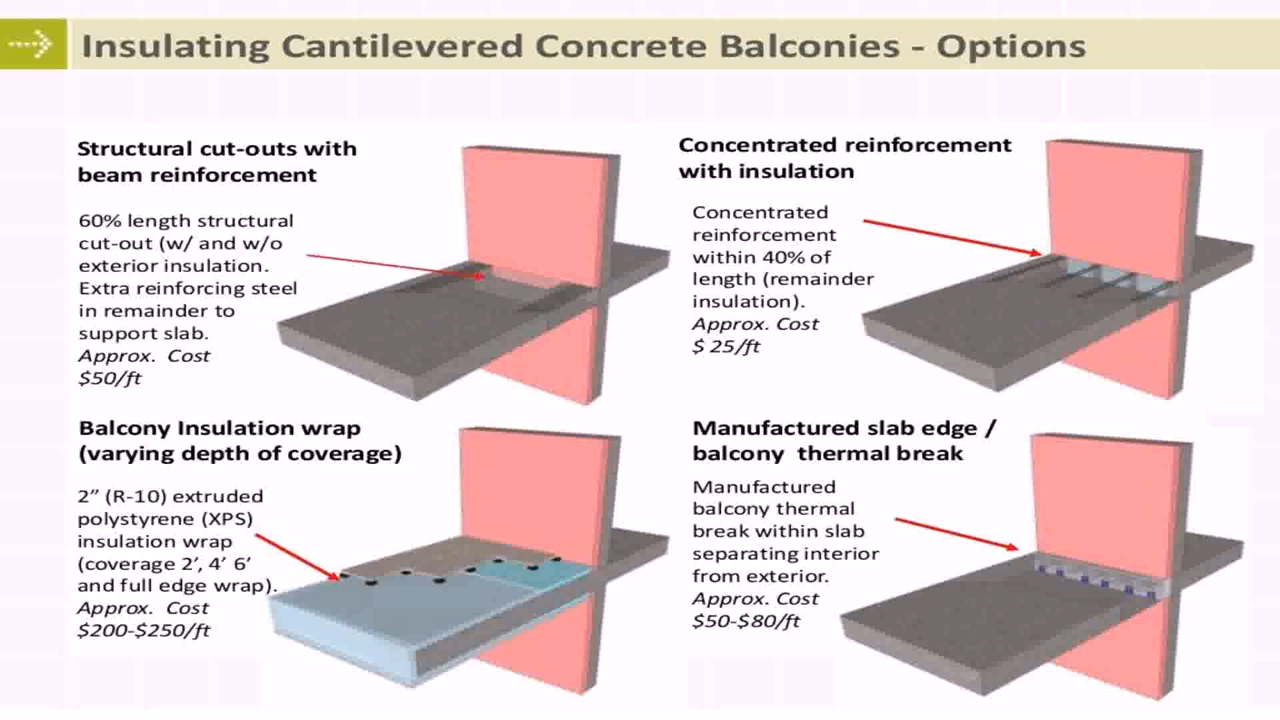 Insulating Cantilevered Concrete Balconies - Options
Structural cut-outs with
beam reinforcement
60% length structural
cut-out (w/ and w/o
exterior insulation.
Extra reinforcing steel
in remainder to
support slab.
Approx. Cost
$50/ft
Concentrated reinforcement
with insulation
Concentrated
reinforcement
within 40% of
length (remainder
insulation).
Approx. Cost
$ 25/ft
Balcony Insulation wrap
(varying depth of coverage)
2” (R-10) extruded
polystyrene (XPS)
insulation wrap
(coverage 2’, 4’ 6’
and full edge wrap).
Approx. Cost
$200-$250/ft
Manufactured slab edge /
balcony thermal break
Manufactured
balcony thermal
break within slab
separating interior
from exterior.
Approx. Cost
$50-$80/ft